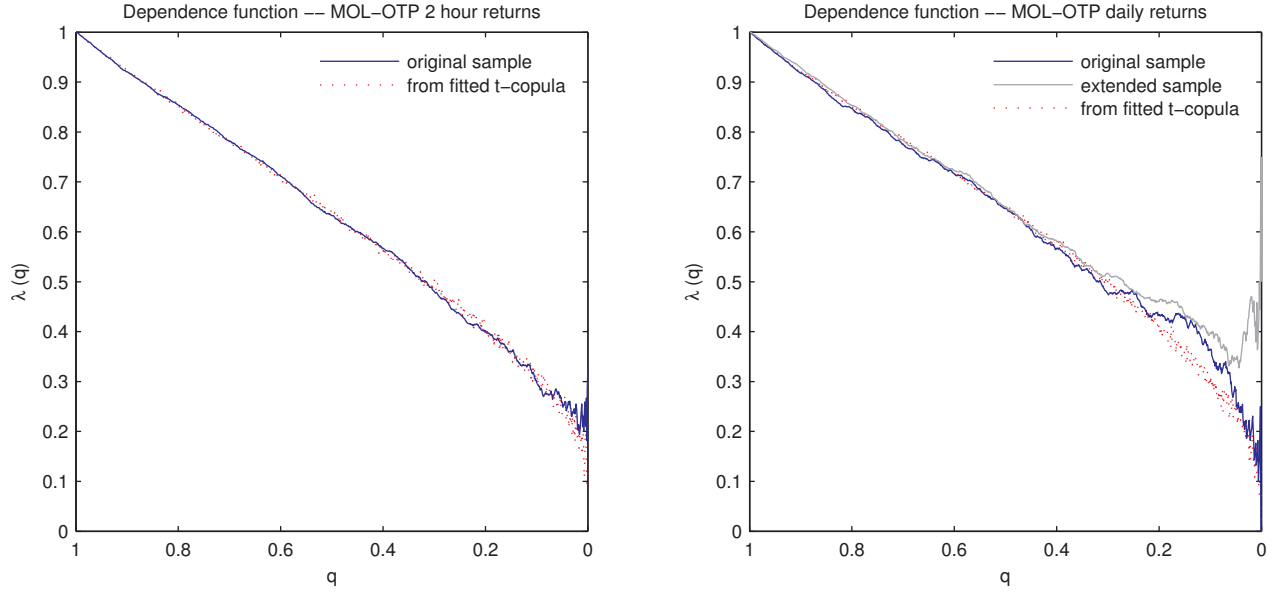 Dependence function −− MOL−OTP 2 hour returns
original sample
from fitted t−copula
1
0.9
0.8
0.7
0.6
0.5
0.4
0.3
0.2
0.1
0
λ (q)
1 0.8 0.6 0.4 0.2 0
q
Dependence function −− MOL−OTP daily returns
original sample
extended sample
from fitted t−copula
1
0.9
0.8
0.7
0.6
0.5
0.4
0.3
0.2
0.1
0
λ (q)
1 0.8 0.6 0.4 0.2 0
q